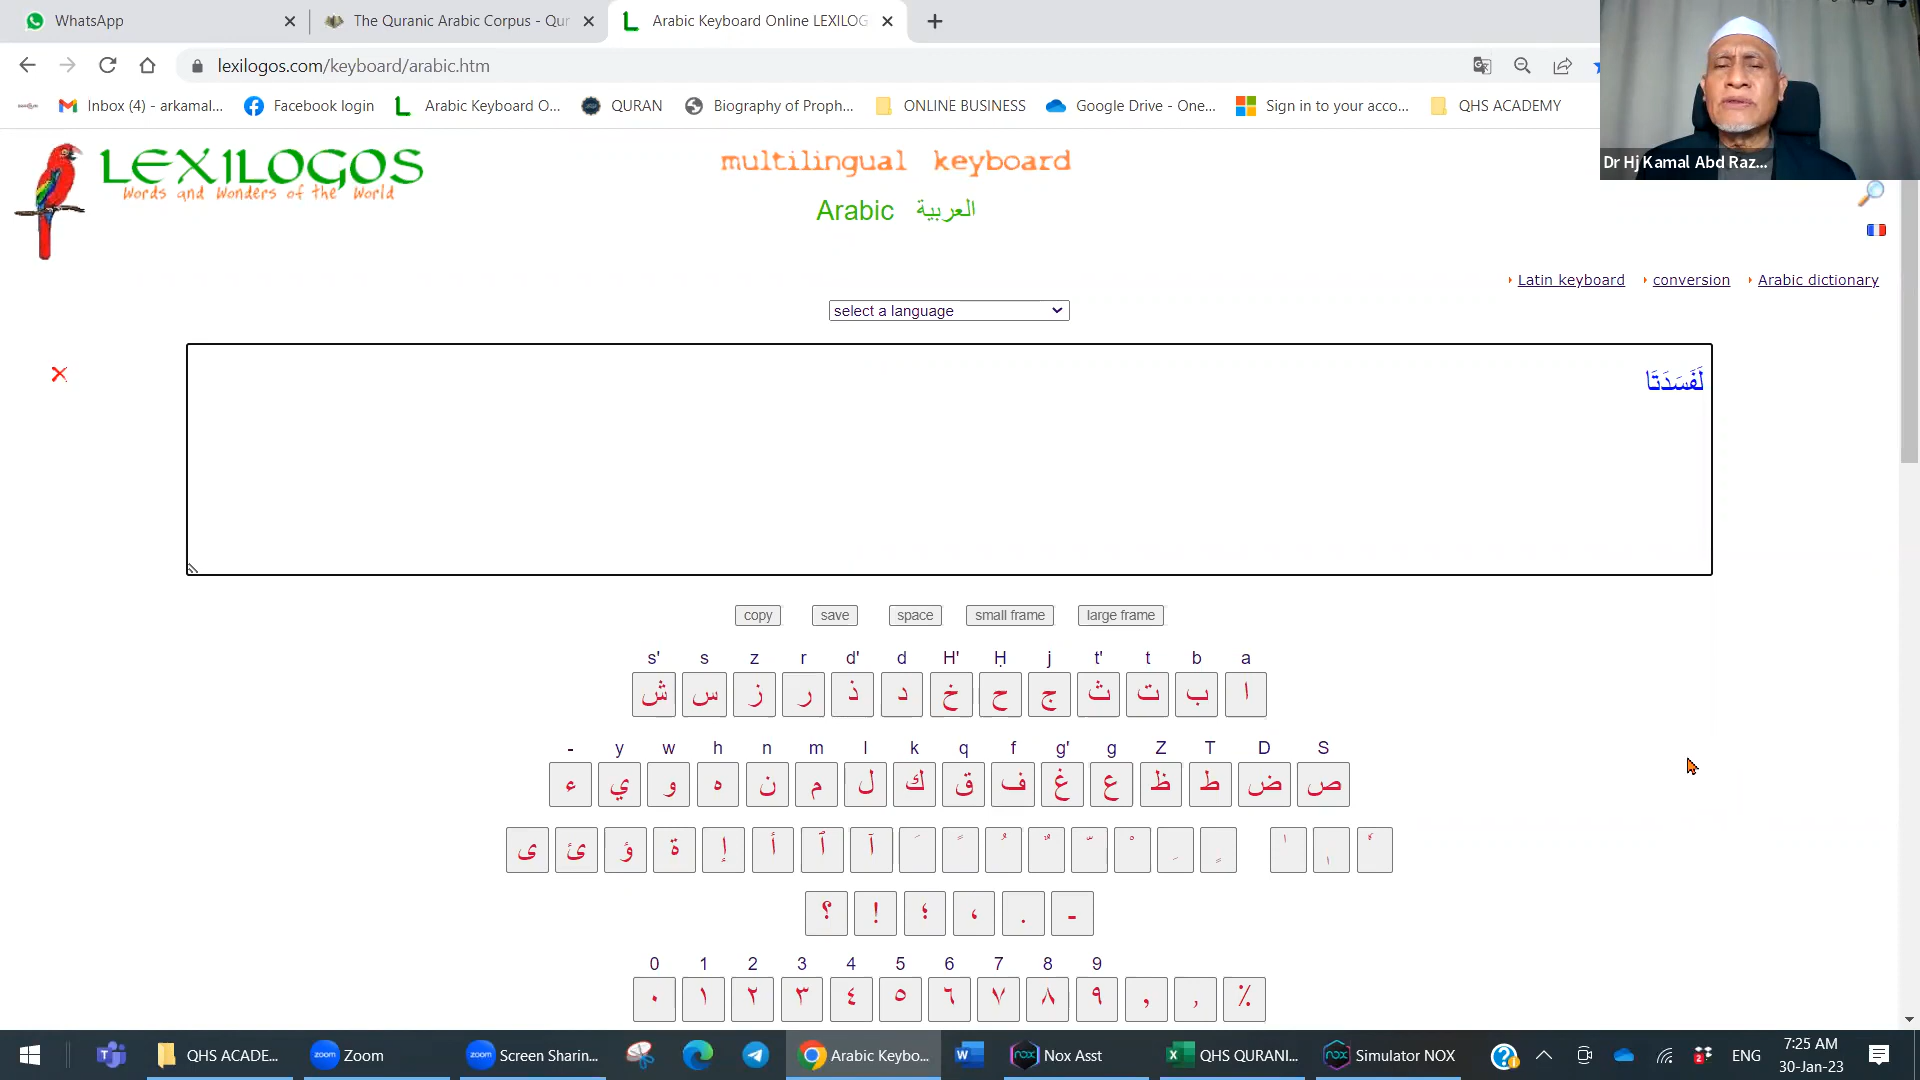 WhatsApp
The Quranic Arabic Corpus - Qur
Arabic Keyboard Online LEXILOG
lexilogos.com/keyboard/arabic.htm
Inbox (4) - arkamal...
Facebook login
Arabic Keyboard O...
QURAN
Biography of Proph...
ONLINE BUSINESS
Google Drive - One...
Sign in to your acco...
QHS ACADEMY
Dr Hj Kamal Abd Raz...
LEXILOGOS
Words and Wonders of the World
multilingual keyboard
Arabic العربية
Latin keyboard
conversion
Arabic dictionary
select a language
لَفَسَدَتَا
copy save space small frame large frame
s' s z r d' d H' Ḥ j t' t b a
ش س ز ر ذ د خ ح ج ث ت ب ا
- y w h n m l k q f g' g Z T D S
ء ي و ه ن م ل ك ق ف غ ع ظ ط ض ص
ى ئ ؤ ة إ أ ٱ آ َ ً ُ ٌ ّ ْ ِ ٍ ٰ ٖ ٗ
؟ ! ؛ ، . -
0 1 2 3 4 5 6 7 8 9
٠ ١ ٢ ٣ ٤ ٥ ٦ ٧ ٨ ٩ , ٪
QHS ACADE...
Zoom
zoom
Screen Sharin...
Arabic Keybo...
Nox Asst
QHS QURANI...
Simulator NOX
ENG
7:25 AM
30-Jan-23